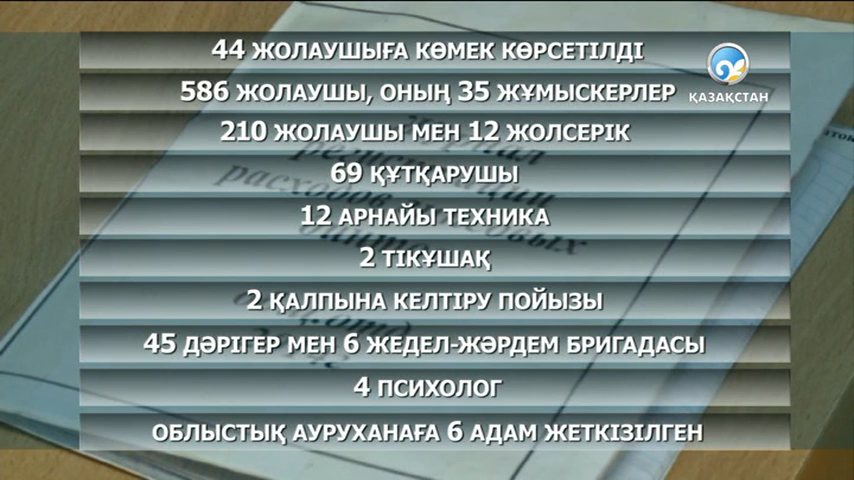 44 ЖОЛАУШЫҒА КӨМЕК КӨРСЕТІЛДІ
586 ЖОЛАУШЫ, ОНЫҢ 35 ЖҰМЫСКЕРЛЕР
ҚАЗАҚСТАН
210 ЖОЛАУШЫ МЕН 12 ЖОЛСЕРІК
69 ҚҰТҚАРУШЫ
12 АРНАЙЫ ТЕХНИКА
2 ТІКҰШАҚ
2 ҚАЛПЫНА КЕЛТІРУ ПОЙЫЗЫ
45 ДӘРІГЕР МЕН 6 ЖЕДЕЛ-ЖӘРДЕМ БРИГАДАСЫ
4 ПСИХОЛОГ
ОБЛЫСТЫҚ АУРУХАНАҒА 6 АДАМ ЖЕТКІЗІЛГЕН